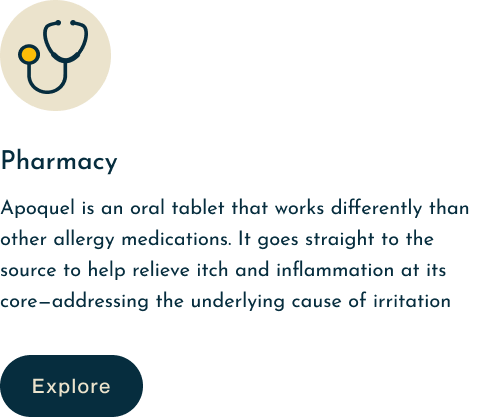 Pharmacy
Apoquel is an oral tablet that works differently than
other allergy medications. It goes straight to the
source to help relieve itch and inflammation at its
core—addressing the underlying cause of irritation
Explore